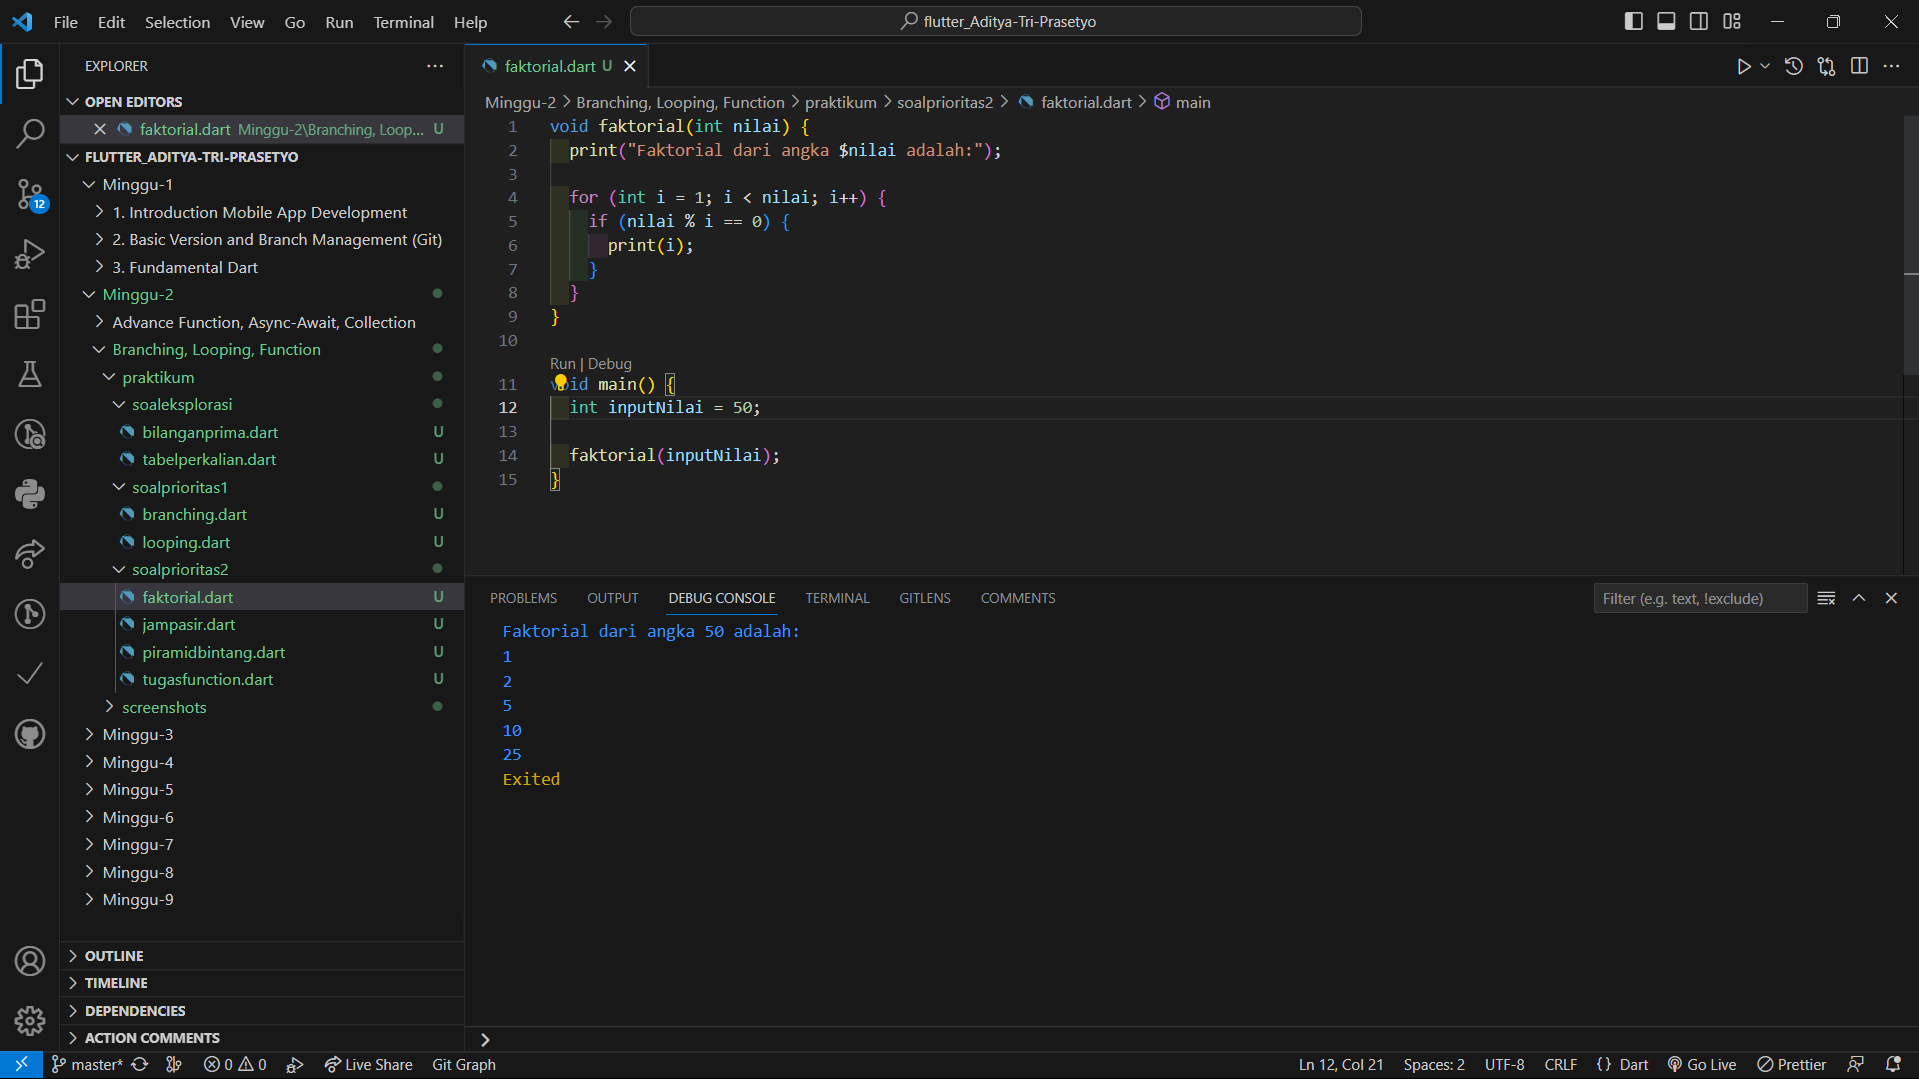 File Edit Selection View Go Run Terminal Help
flutter_Aditya-Tri-Prasetyo
EXPLORER
OPEN EDITORS
faktorial.dart Minggu-2\Branching, Loop... U
FLUTTER_ADITYA-TRI-PRASETYO
Minggu-1
1. Introduction Mobile App Development
2. Basic Version and Branch Management (Git)
3. Fundamental Dart
Minggu-2
Advance Function, Async-Await, Collection
Branching, Looping, Function
praktikum
soaleksplorasi
bilanganprima.dart U
tabelperkalian.dart U
soalprioritas1
branching.dart U
looping.dart U
soalprioritas2
faktorial.dart U
jampasir.dart U
piramidbintang.dart U
tugasfunction.dart U
screenshots
Minggu-3
Minggu-4
Minggu-5
Minggu-6
Minggu-7
Minggu-8
Minggu-9
OUTLINE
TIMELINE
DEPENDENCIES
ACTION COMMENTS
12
faktorial.dart U
Minggu-2 > Branching, Looping, Function > praktikum > soalprioritas2 > faktorial.dart > main
1 void faktorial(int nilai) {
2 print("Faktorial dari angka $nilai adalah:");
3
4 for (int i = 1; i < nilai; i++) {
5 if (nilai % i == 0) {
6 print(i);
7 }
8 }
9 }
10
Run | Debug
11 void main() {
12 int inputNilai = 50;
13
14 faktorial(inputNilai);
15 }
PROBLEMS OUTPUT DEBUG CONSOLE TERMINAL GITLENS COMMENTS
Filter (e.g. text, !exclude)
Faktorial dari angka 50 adalah:
1
2
5
10
25
Exited
master* 0 0 Live Share Git Graph
Ln 12, Col 21 Spaces: 2 UTF-8 CRLF {} Dart Go Live Prettier